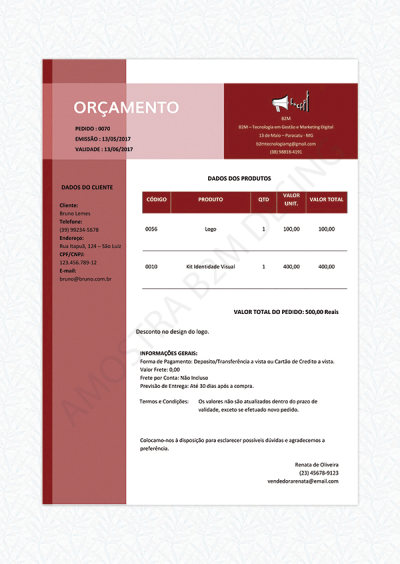 ORÇAMENTO
PEDIDO : 0070
EMISSÃO : 13/05/2017
VALIDADE : 13/06/2017
B2M
B2M – Tecnologia em Gestão e Marketing Digital
13 de Maio – Paracatu - MG
b2mtecnologiamg@gmail.com
(38) 98819-4191
DADOS DO CLIENTE
Cliente:
Bruno Lemes
Telefone:
(39) 99234-5678
Endereço:
Rua Itapuã, 124 – São Luiz
CPF/CNPJ:
123.456.789-12
E-mail:
bruno@bruno.com.br
DADOS DOS PRODUTOS
CÓDIGO PRODUTO QTD VALOR UNIT. VALOR TOTAL
0056 Logo 1 100,00 100,00
0010 Kit Identidade Visual 1 400,00 400,00
VALOR TOTAL DO PEDIDO: 500,00 Reais
Desconto no design do logo.
INFORMAÇÕES GERAIS:
Forma de Pagamento: Deposito/Transferência a vista ou Cartão de Credito a vista.
Valor Frete: 0,00
Frete por Conta: Não Incluso
Previsão de Entrega: Até 30 dias após a compra.
Termos e Condições: Os valores não são atualizados dentro do prazo de
validade, exceto se efetuado novo pedido.
Colocamo-nos à disposição para esclarecer possíveis dúvidas e agradecemos a
preferência.
Renata de Oliveira
(23) 45678-9123
vendedorarenata@email.com
AMOSTRA B2M DESING